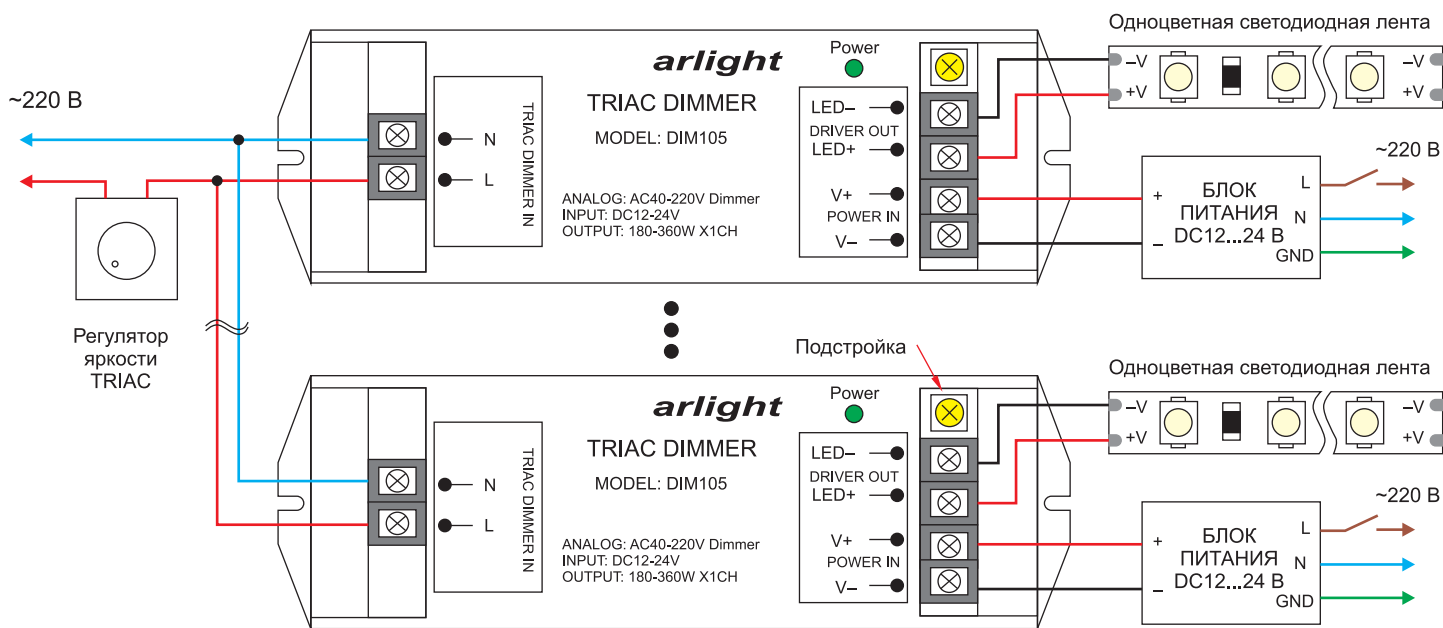 ~220 В
Регулятор
яркости
TRIAC
arlight
TRIAC DIMMER
MODEL: DIM105
ANALOG: AC40-220V Dimmer
INPUT: DC12-24V
OUTPUT: 180-360W X1CH
TRIAC DIMMER IN
N
L
Power
LED–
DRIVER OUT
LED+
V+
POWER IN
V–
Одноцветная светодиодная лента
–V
+V
–V
+V
~220 В
+
–
БЛОК
ПИТАНИЯ
DC12...24 В
L
N
GND
Подстройка
arlight
TRIAC DIMMER
MODEL: DIM105
ANALOG: AC40-220V Dimmer
INPUT: DC12-24V
OUTPUT: 180-360W X1CH
TRIAC DIMMER IN
N
L
Power
LED–
DRIVER OUT
LED+
V+
POWER IN
V–
Одноцветная светодиодная лента
–V
+V
–V
+V
~220 В
+
–
БЛОК
ПИТАНИЯ
DC12...24 В
L
N
GND